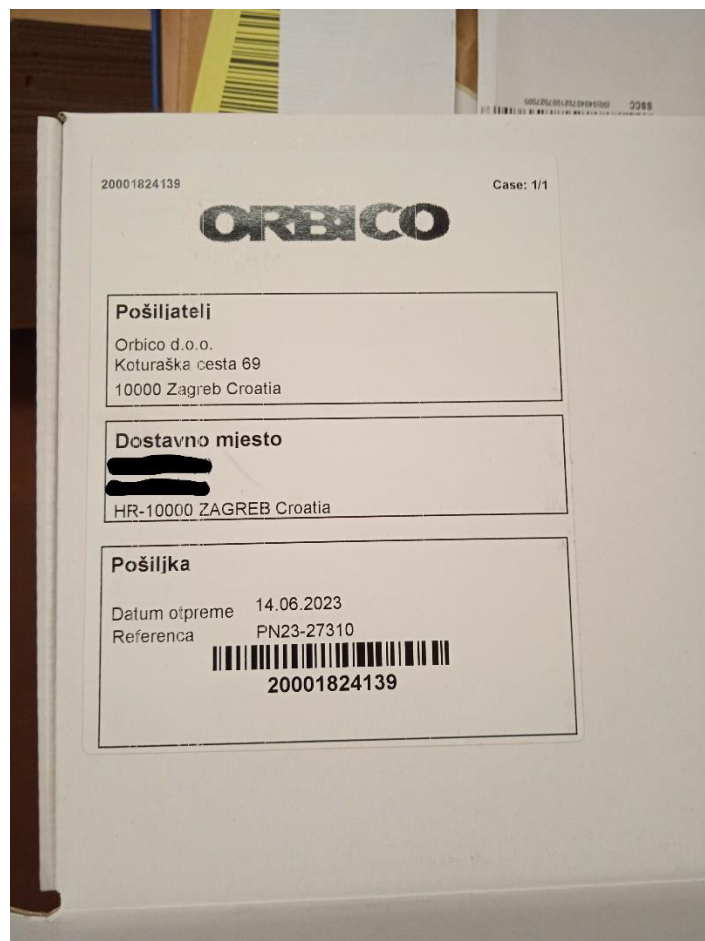 SSCC
20001824139 Case: 1/1
ORBICO
Pošiljatelj
Orbico d.o.o.
Koturaška cesta 69
10000 Zagreb Croatia
Dostavno mjesto
HR-10000 ZAGREB Croatia
Pošiljka
Datum otpreme 14.06.2023
Referenca PN23-27310
20001824139